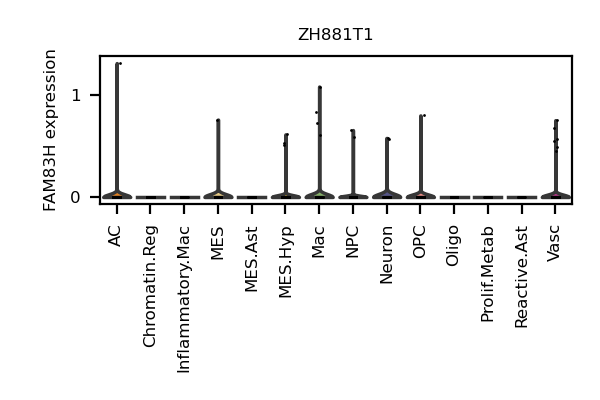 ZH881T1
FAM83H expression
1
0
AC
Chromatin.Reg
Inflammatory.Mac
MES
MES.Ast
MES.Hyp
Mac
NPC
Neuron
OPC
Oligo
Prolif.Metab
Reactive.Ast
Vasc